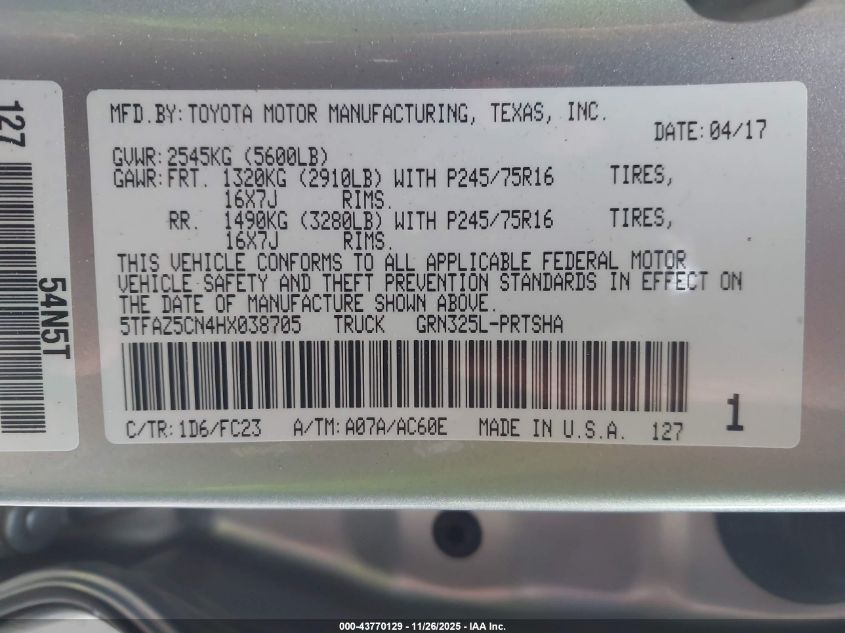 127
54N5T
MFD.BY:TOYOTA MOTOR MANUFACTURING, TEXAS, INC.
DATE:04/17
GVWR:2545KG (5600LB)
GAWR:FRT. 1320KG (2910LB) WITH P245/75R16 TIRES,
16X7J RIMS.
RR. 1490KG (3280LB) WITH P245/75R16 TIRES,
16X7J RIMS.
THIS VEHICLE CONFORMS TO ALL APPLICABLE FEDERAL MOTOR
VEHICLE SAFETY AND THEFT PREVENTION STANDARDS IN EFFECT ON
THE DATE OF MANUFACTURE SHOWN ABOVE.
5TFAZ5CN4HX038705 TRUCK GRN325L-PRTSHA
C/TR:1D6/FC23 A/TM:A07A/AC60E MADE IN U.S.A. 127
1
000-43770129 - 11/26/2025 - IAA Inc.